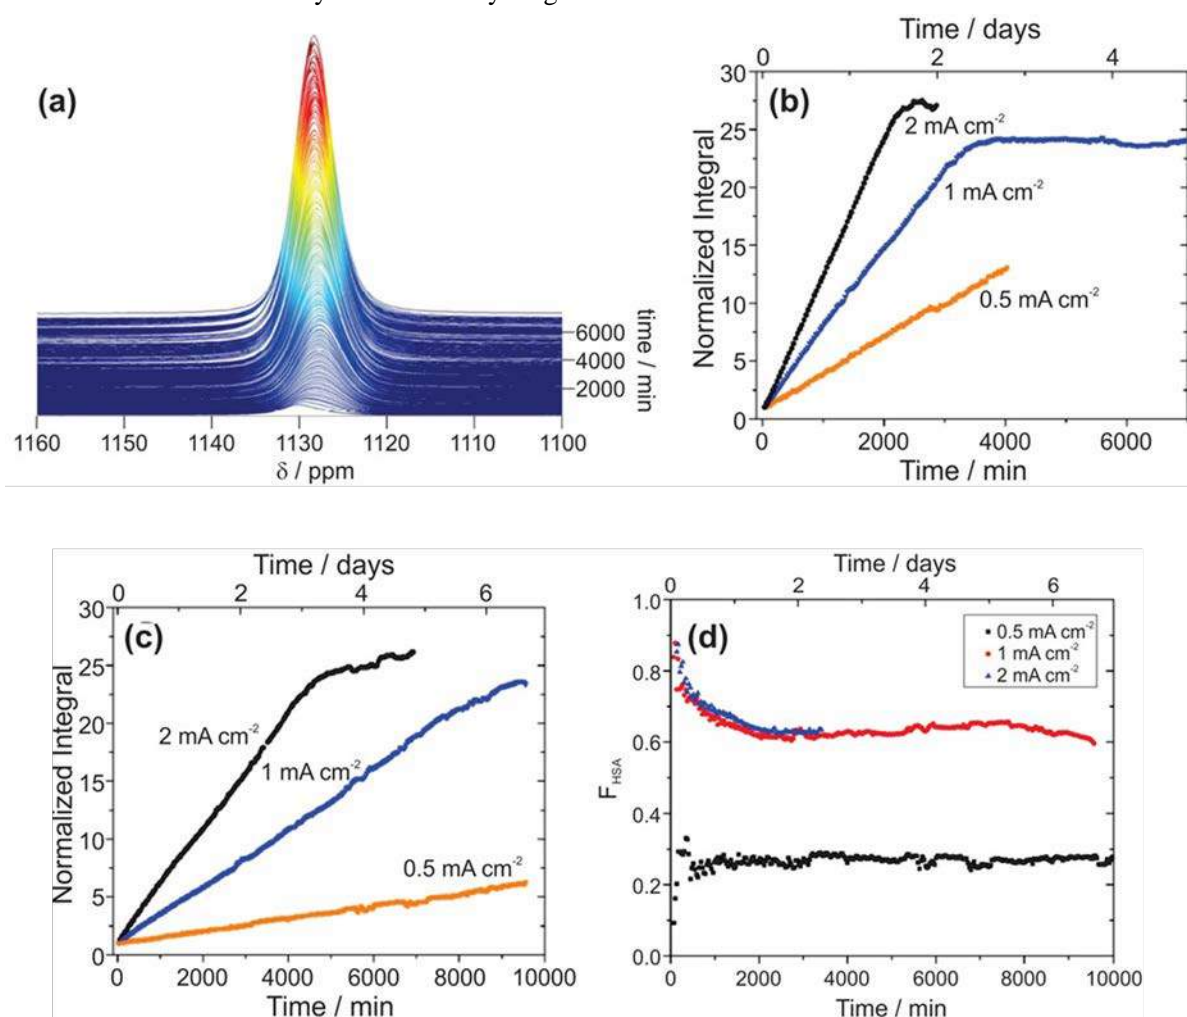 (a)
6000
4000
2000
time / min
1160 1150 1140 1130 1120 1110 1100
δ / ppm
Time / days
0 2 4
(b)
30
25
20
15
10
5
0
Normalized Integral
2 mA cm-2
1 mA cm-2
0.5 mA cm-2
0 2000 4000 6000
Time / min
Time / days
0 2 4 6
(c)
30
25
20
15
10
5
0
Normalized Integral
2 mA cm-2
1 mA cm-2
0.5 mA cm-2
0 2000 4000 6000 8000 10000
Time / min
Time / days
0 2 4 6
(d)
1.0
0.8
0.6
0.4
0.2
0.0
FHSA
0.5 mA cm-2
1 mA cm-2
2 mA cm-2
0 2000 4000 6000 8000 10000
Time / min